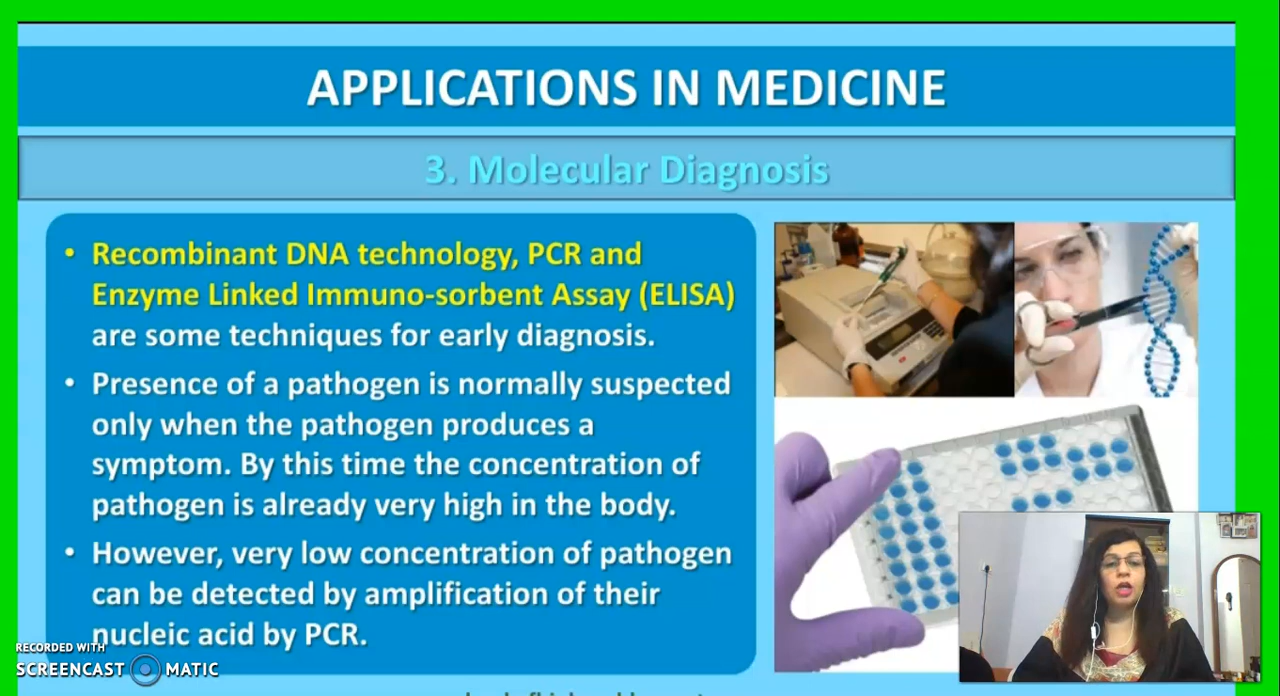 APPLICATIONS IN MEDICINE
3. Molecular Diagnosis
• Recombinant DNA technology, PCR and
Enzyme Linked Immuno-sorbent Assay (ELISA)
are some techniques for early diagnosis.
• Presence of a pathogen is normally suspected
only when the pathogen produces a
symptom. By this time the concentration of
pathogen is already very high in the body.
• However, very low concentration of pathogen
can be detected by amplification of their
nucleic acid by PCR.
RECORDED WITH
SCREENCAST MATIC